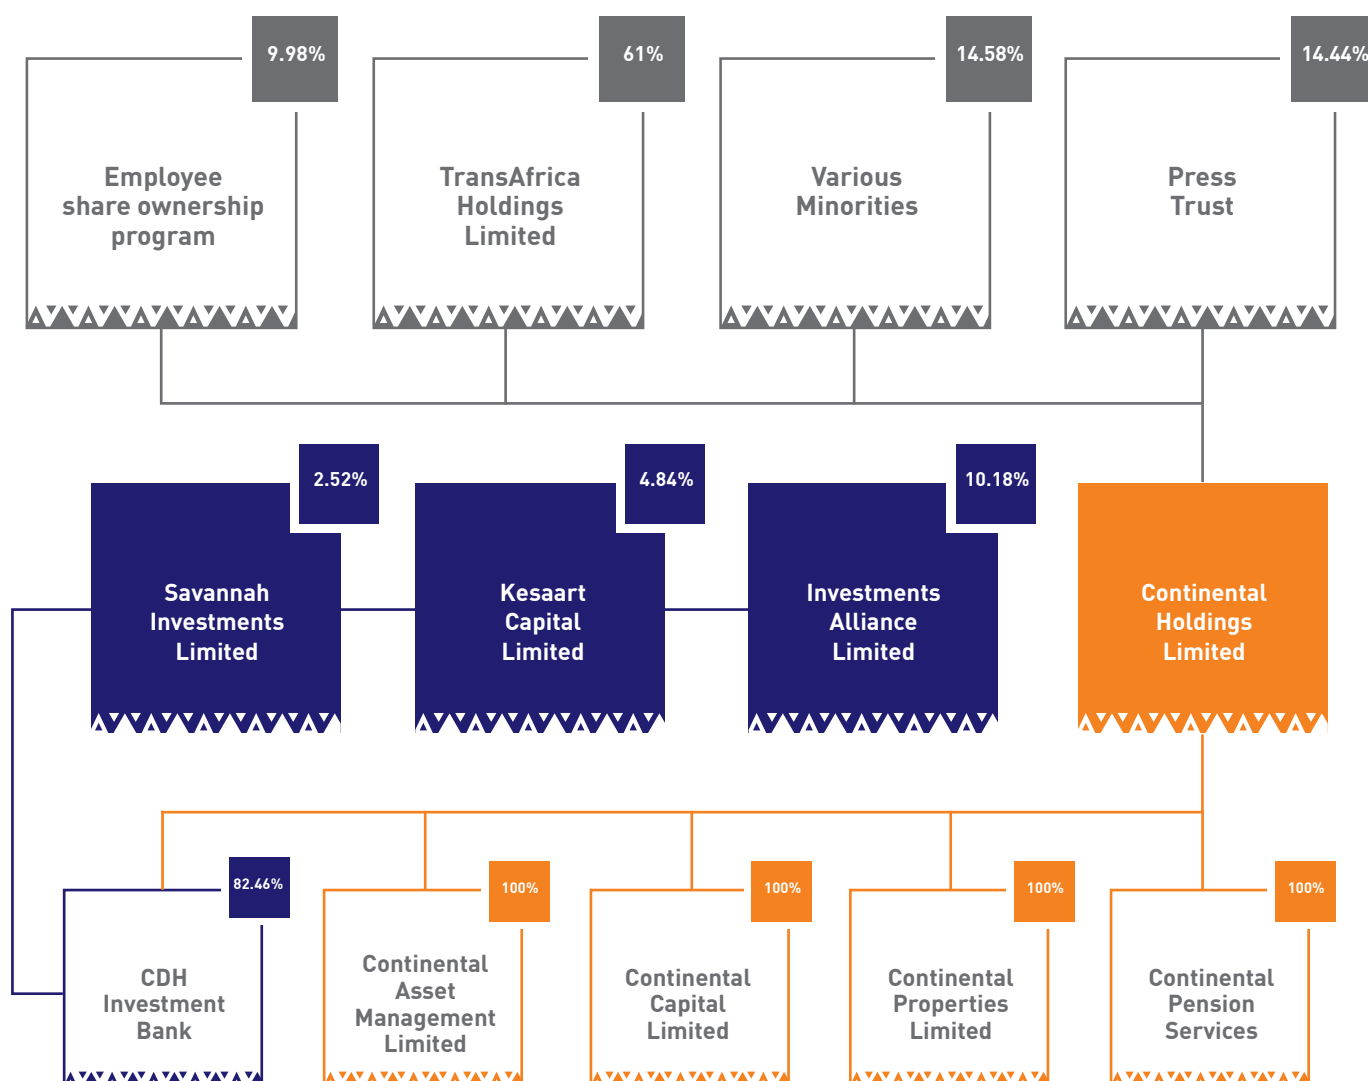 9.98%
61%
14.58%
14.44%
Employee
share ownership
program
TransAfrica
Holdings
Limited
Various
Minorities
Press
Trust
2.52%
4.84%
10.18%
Savannah
Investments
Limited
Kesaart
Capital
Limited
Investments
Alliance
Limited
Continental
Holdings
Limited
82.46%
100%
100%
100%
100%
CDH
Investment
Bank
Continental
Asset
Management
Limited
Continental
Capital
Limited
Continental
Properties
Limited
Continental
Pension
Services